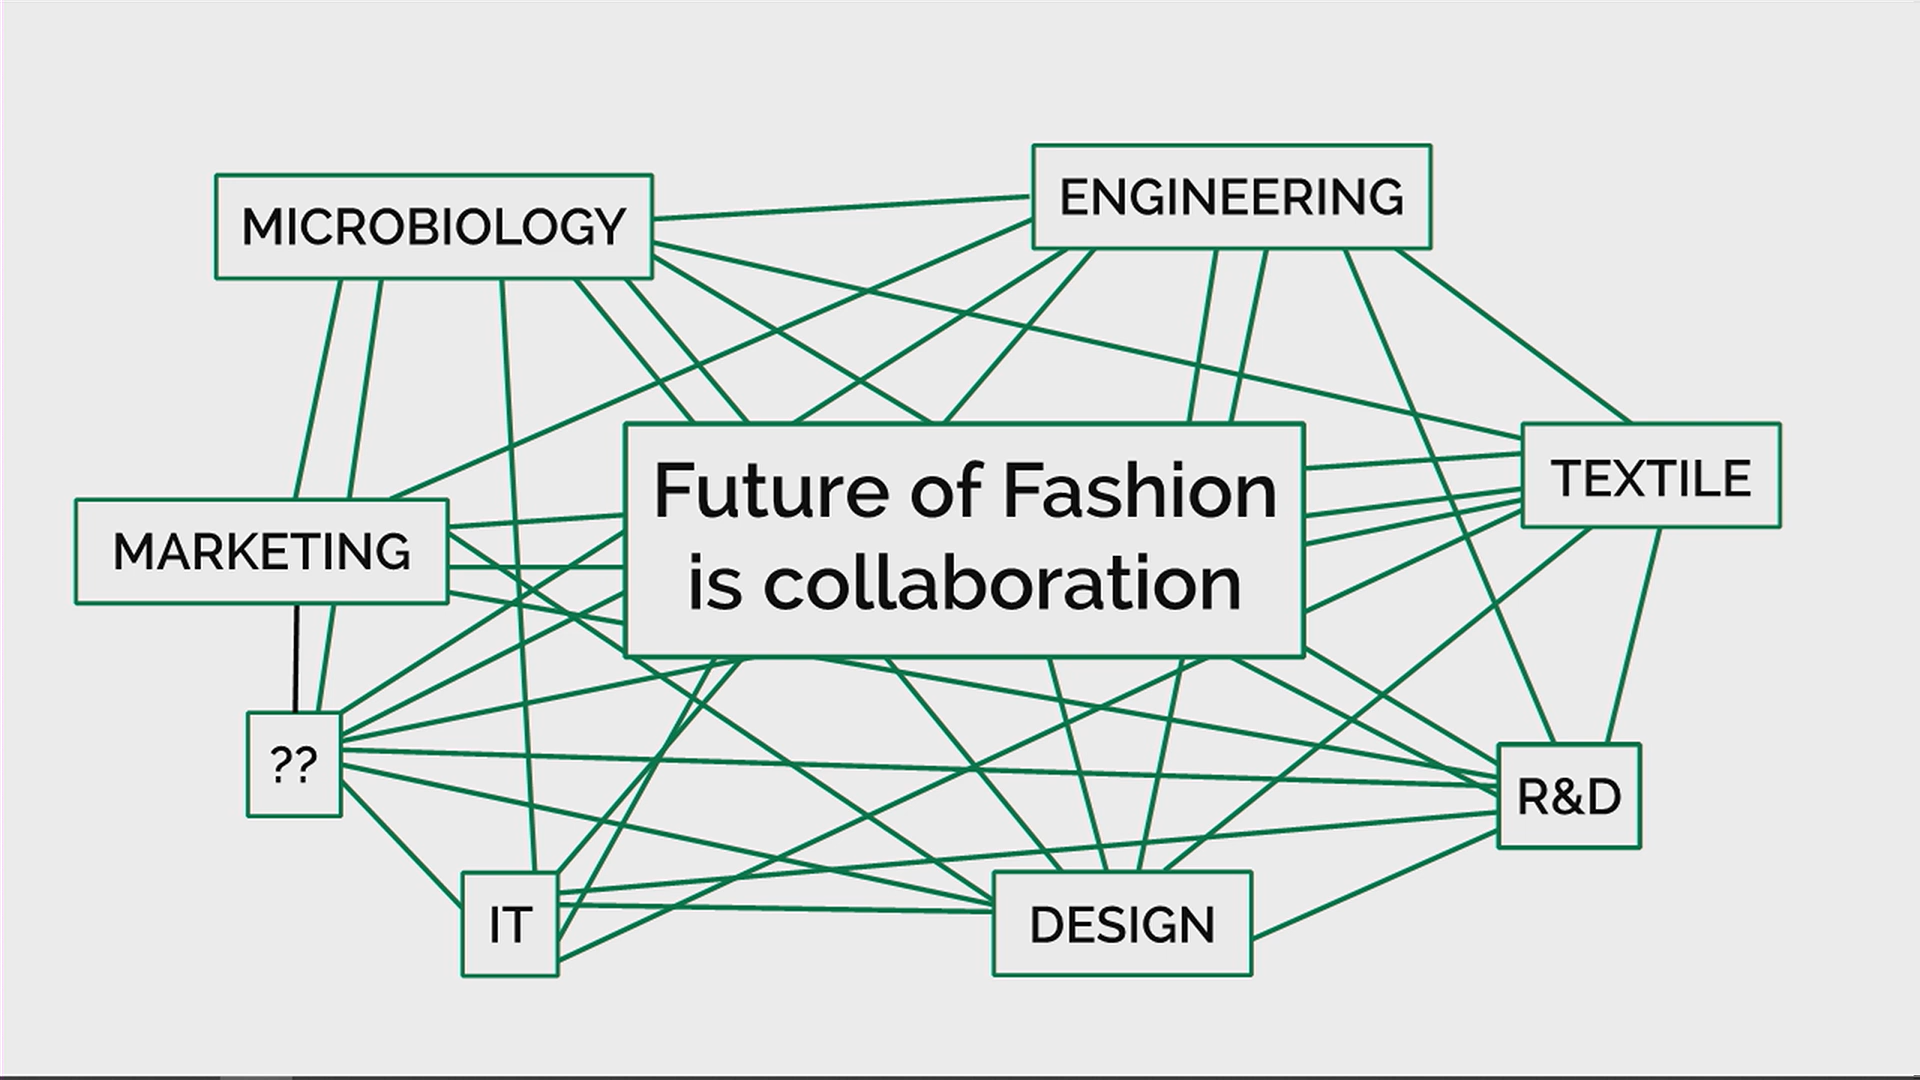 ENGINEERING
MICROBIOLOGY
TEXTILE
Future of Fashion
is collaboration
MARKETING
??
R&D
IT
DESIGN